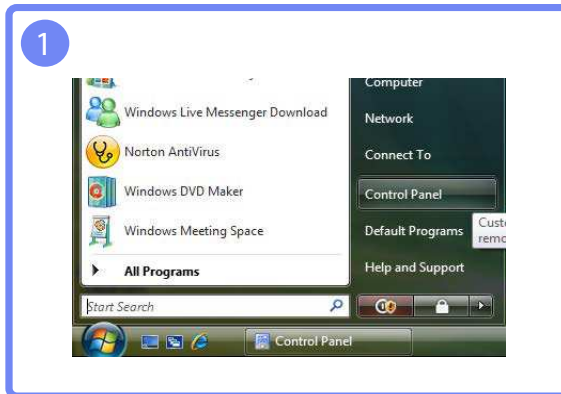 1
Computer
Windows Live Messenger Download
Network
Norton AntiVirus
Connect To
Windows DVD Maker
Control Panel
Windows Meeting Space
Default Programs
All Programs
Help and Support
Start Search
Control Panel